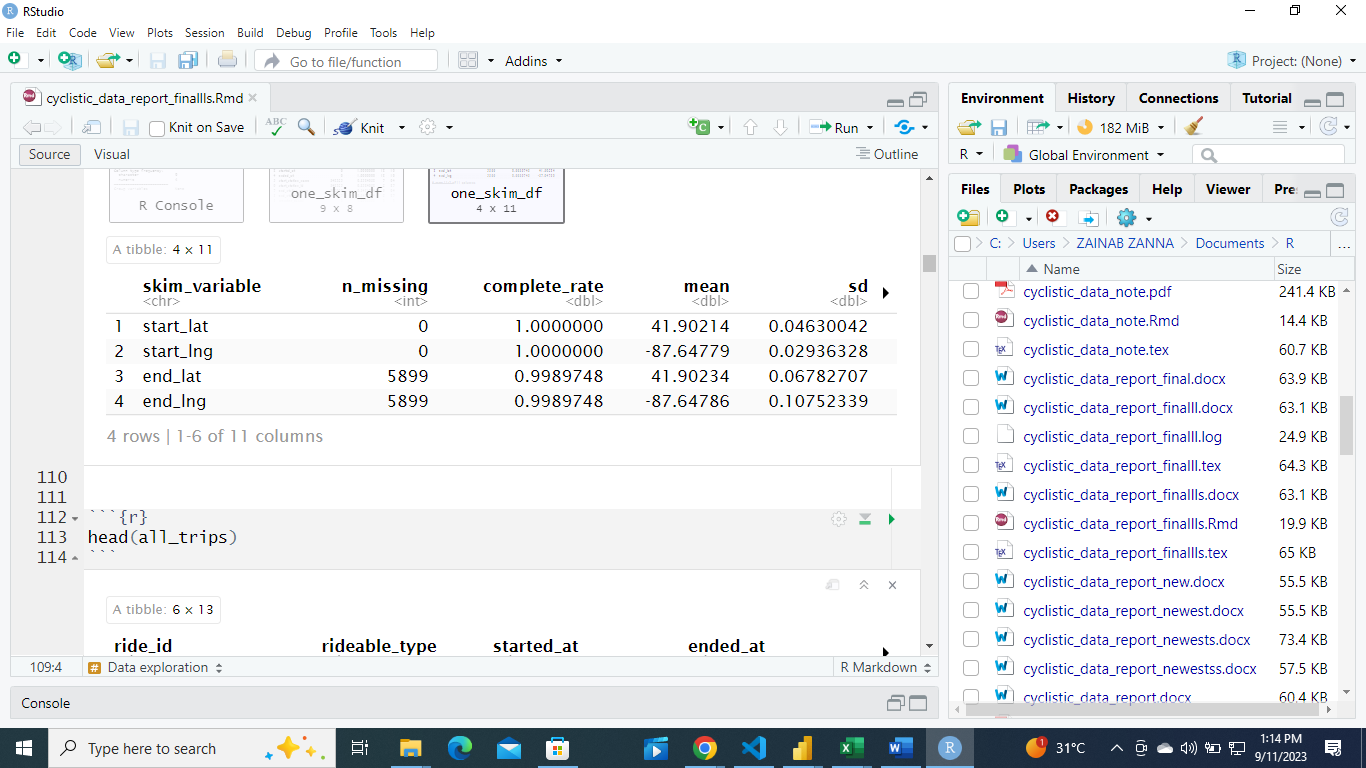 RStudio
File Edit Code View Plots Session Build Debug Profile Tools Help
Go to file/function Addins Project: (None)
cyclistic_data_report_finallls.Rmd
Knit on Save ABC Knit Run
Source Visual Outline
R Console
one_skim_df
9 x 8
one_skim_df
4 x 11
A tibble: 4 × 11
skim_variable n_missing complete_rate mean sd
<chr> <int> <dbl> <dbl> <dbl>
1 start_lat 0 1.0000000 41.90214 0.04630042
2 start_lng 0 1.0000000 -87.64779 0.02936328
3 end_lat 5899 0.9989748 41.90234 0.06782707
4 end_lng 5899 0.9989748 -87.64786 0.10752339
4 rows | 1-6 of 11 columns
110
111
112 ```{r}
113 head(all_trips)
114 ```
A tibble: 6 × 13
ride_id rideable_type started_at ended_at
109:4 # Data exploration R Markdown
Console
Environment History Connections Tutorial
182 MiB
R Global Environment
Files Plots Packages Help Viewer Pre
C: Users ZAINAB ZANNA Documents R ...
Name Size
cyclistic_data_note.pdf 241.4 KB
cyclistic_data_note.Rmd 14.4 KB
cyclistic_data_note.tex 60.7 KB
cyclistic_data_report_final.docx 63.9 KB
cyclistic_data_report_finalll.docx 63.1 KB
cyclistic_data_report_finalll.log 24.9 KB
cyclistic_data_report_finalll.tex 64.3 KB
cyclistic_data_report_finallls.docx 63.1 KB
cyclistic_data_report_finallls.Rmd 19.9 KB
cyclistic_data_report_finallls.tex 65 KB
cyclistic_data_report_new.docx 55.5 KB
cyclistic_data_report_newest.docx 55.5 KB
cyclistic_data_report_newests.docx 73.4 KB
cyclistic_data_report_newestss.docx 57.5 KB
cyclistic_data_report.docx 60.4 KB
Type here to search
31°C
1:14 PM
9/11/2023